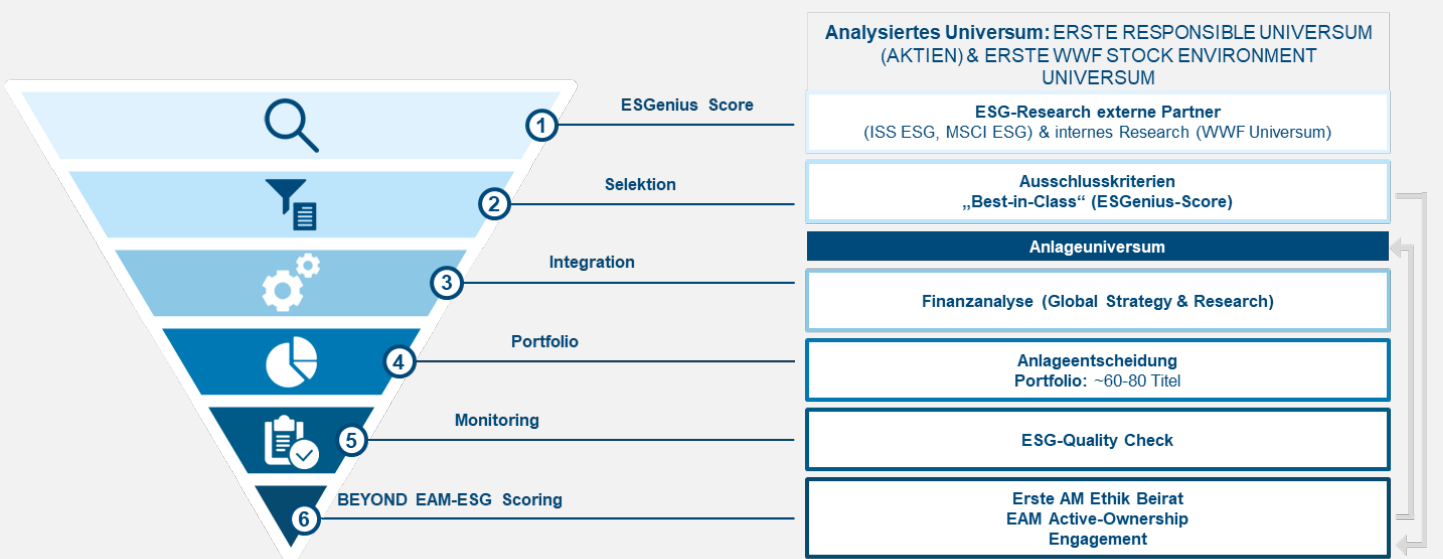 Analysiertes Universum: ERSTE RESPONSIBLE UNIVERSUM
(AKTIEN) & ERSTE WWF STOCK ENVIRONMENT
UNIVERSUM
1
ESGenius Score
ESG-Research externe Partner
(ISS ESG, MSCI ESG) & internes Research (WWF Universum)
2
Selektion
Ausschlusskriterien
„Best-in-Class“ (ESGenius-Score)
Anlageuniversum
3
Integration
Finanzanalyse (Global Strategy & Research)
4
Portfolio
Anlageentscheidung
Portfolio: ~60-80 Titel
5
Monitoring
ESG-Quality Check
6
BEYOND EAM-ESG Scoring
Erste AM Ethik Beirat
EAM Active-Ownership
Engagement